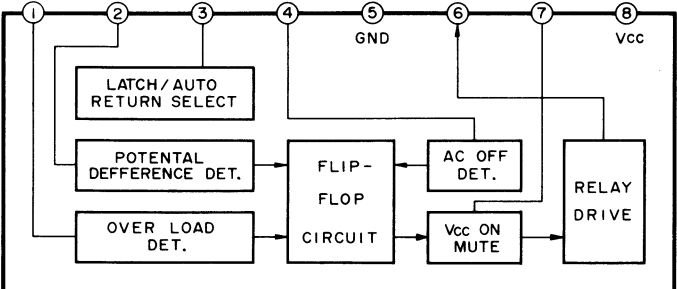 1 2 3 4 5 6 7 8
GND
Vcc
LATCH/AUTO
RETURN SELECT
POTENTAL
DEFFERENCE DET.
OVER LOAD
DET.
FLIP-
FLOP
CIRCUIT
AC OFF
DET.
Vcc ON
MUTE
RELAY
DRIVE